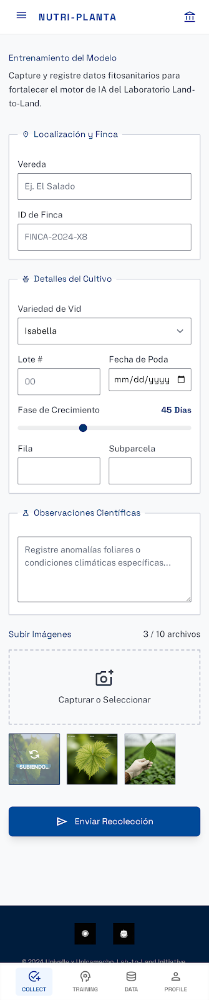 NUTRI-PLANTA
Entrenamiento del Modelo
Capture y registre datos fitosanitarios para
fortalecer el motor de IA del Laboratorio Land-
to-Land.
Localización y Finca
Vereda
Ej. El Salado
ID de Finca
FINCA-2024-X8
Detalles del Cultivo
Variedad de Vid
Isabella
Lote #
Fecha de Poda
00
mm/dd/yyyy
Fase de Crecimiento
45 Días
Fila
Subparcela
Observaciones Científicas
Registre anomalías foliares o
condiciones climáticas específicas...
Subir Imágenes
3 / 10 archivos
Capturar o Seleccionar
SUBIENDO...
Enviar Recolección
© 2024 Univalle x Unicamacho. Lab-to-Land Initiative.
COLLECT
TRAINING
DATA
PROFILE